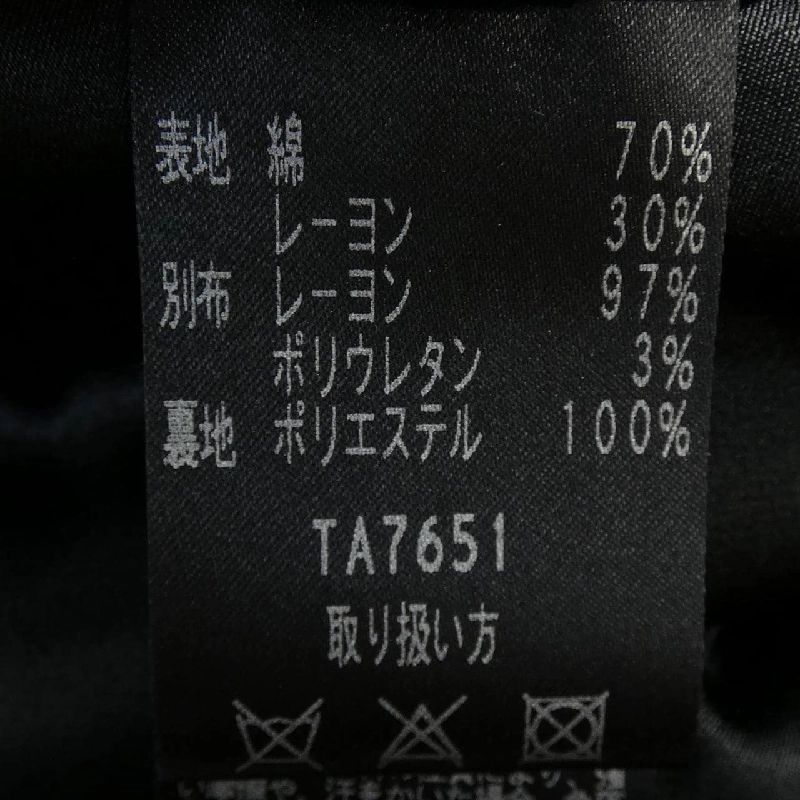 表地 綿 70%
レーヨン 30%
別布 レーヨン 97%
ポリウレタン 3%
裏地 ポリエステル 100%
TA7651
取り扱い方